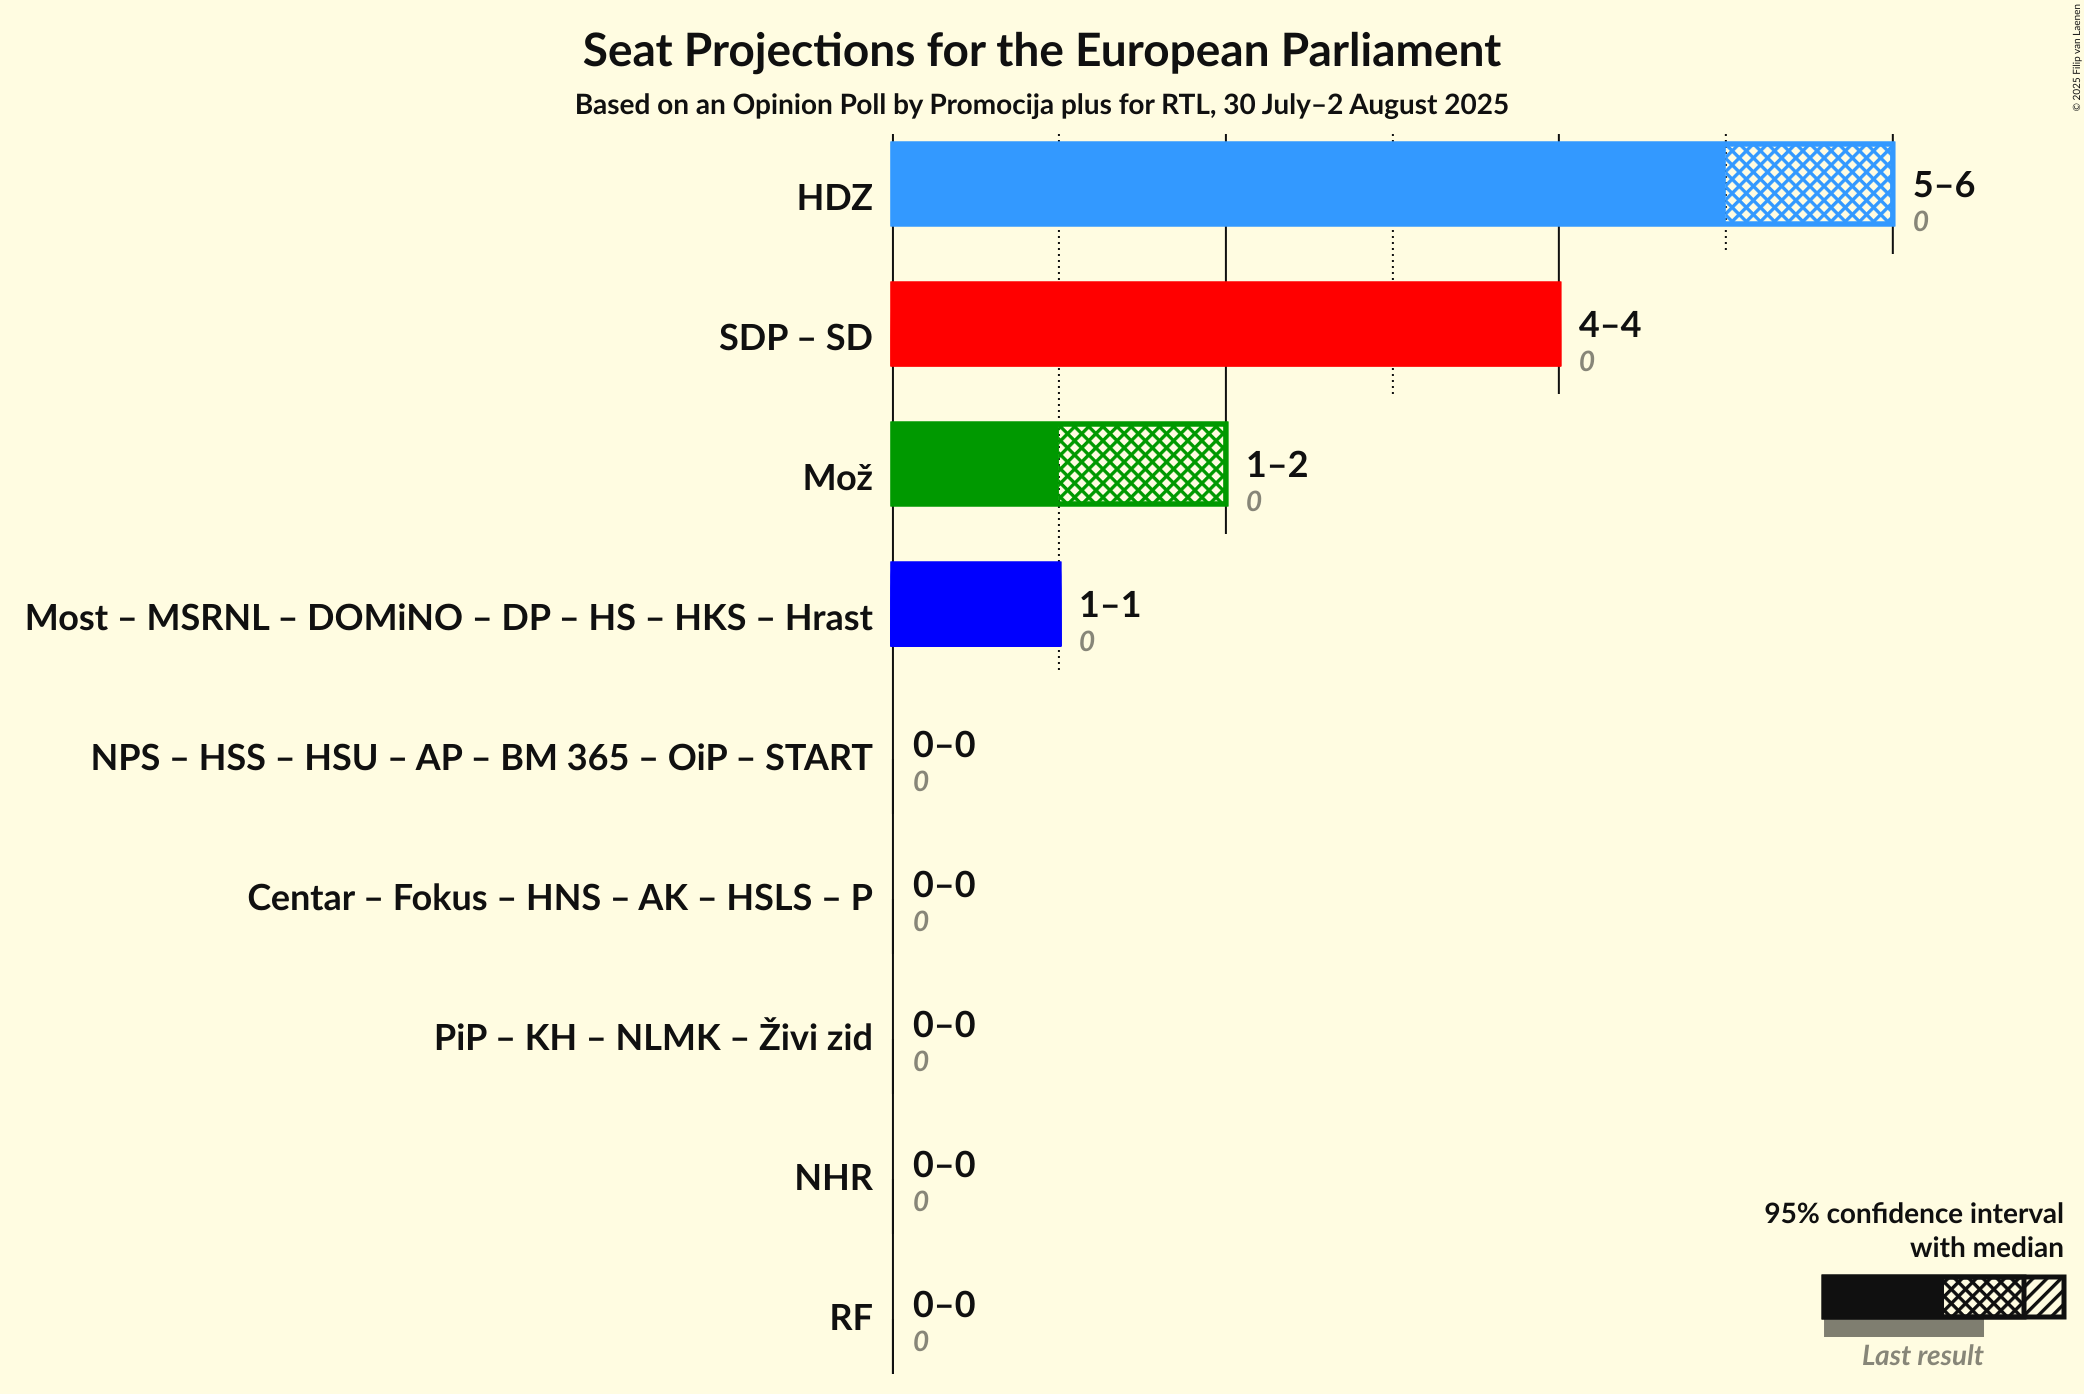 Seat Projections for the European Parliament
Based on an Opinion Poll by Promocija plus for RTL, 30 July–2 August 2025
© 2025 Filip van Laenen
HDZ
5–6
0
SDP – SD
4–4
0
Mož
1–2
0
Most – MSRNL – DOMiNO – DP – HS – HKS – Hrast
1–1
0
NPS – HSS – HSU – AP – BM 365 – OiP – START
0–0
0
Centar – Fokus – HNS – AK – HSLS – P
0–0
0
PiP – KH – NLMK – Živi zid
0–0
0
NHR
0–0
0
RF
0–0
0
95% confidence interval
with median
Last result